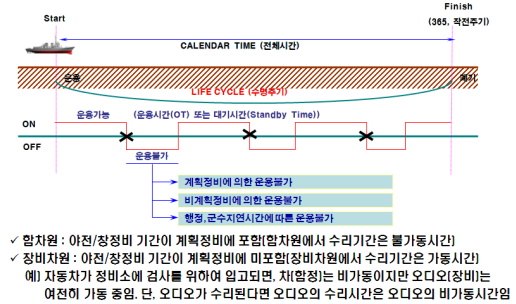 Start
Finish
(365, 작전주기)
CALENDAR TIME (전체시간)
운용
폐기
LIFE CYCLE (수명주기)
운용가능 (운용시간(OT) 또는 대기시간(Standby Time))
ON
OFF
운용불가
계획정비에 의한 운용불가
비계획정비에 의한 운용불가
행정,군수지연시간에 따른 운용불가
✓ 함차원 : 야전/창정비 기간이 계획정비에 포함(함차원에서 수리기간은 불가동시간)
✓ 장비차원 : 야전/창정비 기간이 계획정비에 미포함(장비차원에서 수리기간은 가동시간)
예) 자동차가 정비소에 검사를 위하여 입고되면, 차(함정)는 비가동이지만 오디오(장비)는
여전히 가동 중임. 단, 오디오가 수리된다면 오디오의 수리시간은 오디오의 비가동시간임